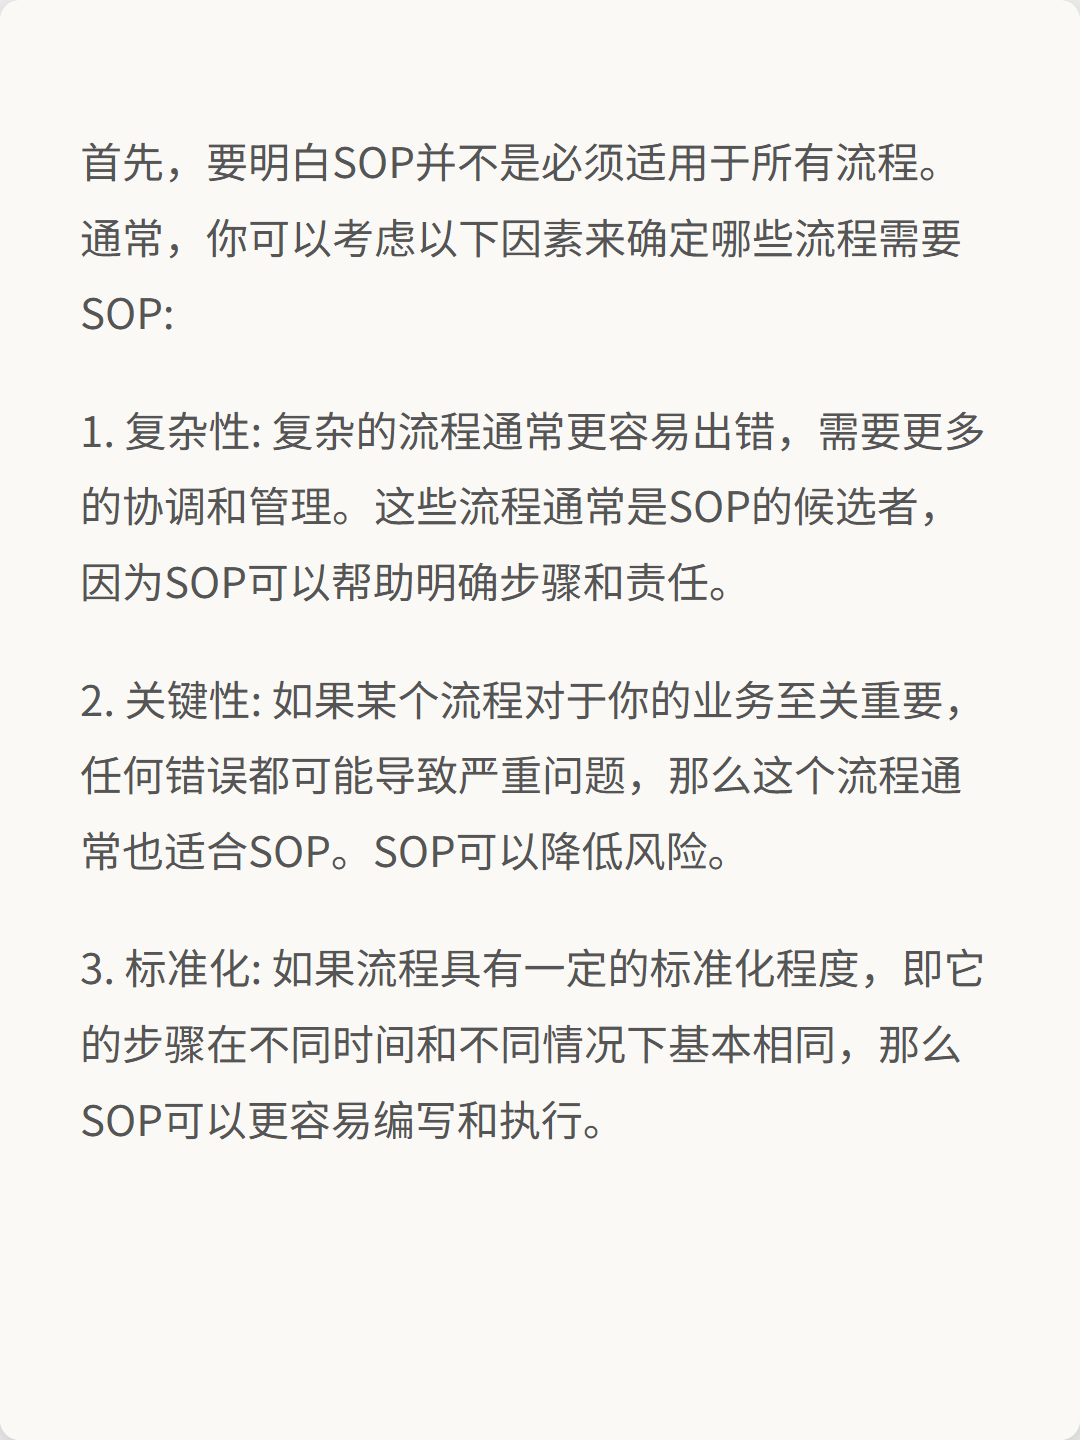 首先，要明白SOP并不是必须适用于所有流程。
通常，你可以考虑以下因素来确定哪些流程需要
SOP:
1. 复杂性: 复杂的流程通常更容易出错，需要更多
的协调和管理。这些流程通常是SOP的候选者，
因为SOP可以帮助明确步骤和责任。
2. 关键性: 如果某个流程对于你的业务至关重要，
任何错误都可能导致严重问题，那么这个流程通
常也适合SOP。SOP可以降低风险。
3. 标准化: 如果流程具有一定的标准化程度，即它
的步骤在不同时间和不同情况下基本相同，那么
SOP可以更容易编写和执行。